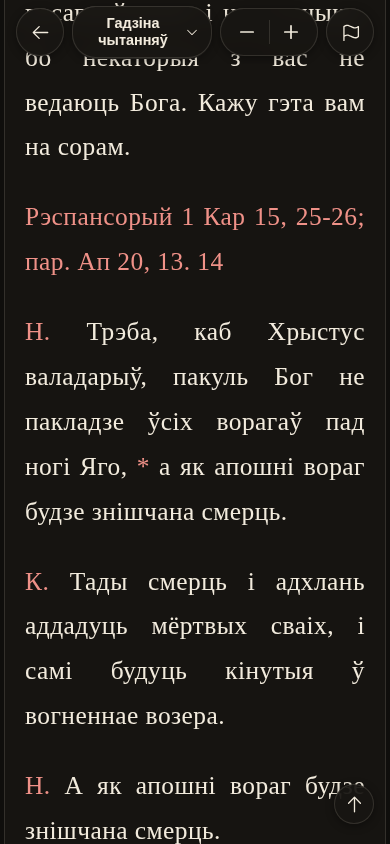 Гадзіна
чытанняў
бо некаторыя з вас не
ведаюць Бога. Кажу гэта вам
на сорам.
Рэспансорый 1 Кар 15, 25-26;
пар. Ап 20, 13. 14
Н. Трэба, каб Хрыстус
валадарыў, пакуль Бог не
пакладзе ўсіх ворагаў пад
ногі Яго, * а як апошні вораг
будзе знішчана смерць.
К. Тады смерць і адхлань
аддадуць мёртвых сваіх, і
самі будуць кінутыя ў
вогненнае возера.
Н. А як апошні вораг будзе
знішчана смерць.